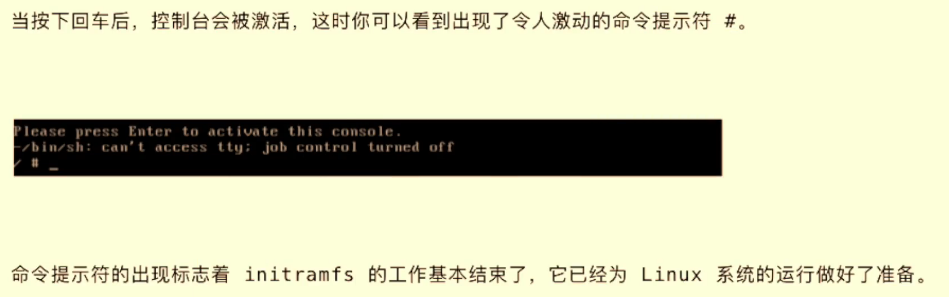 当按下回车后，控制台会被激活，这时你可以看到出现了令人激动的命令提示符 #。
Please press Enter to activate this console.
-/bin/sh: can't access tty; job control turned off
/ # _
命令提示符的出现标志着 initramfs 的工作基本结束了，它已经为 Linux 系统的运行做好了准备。